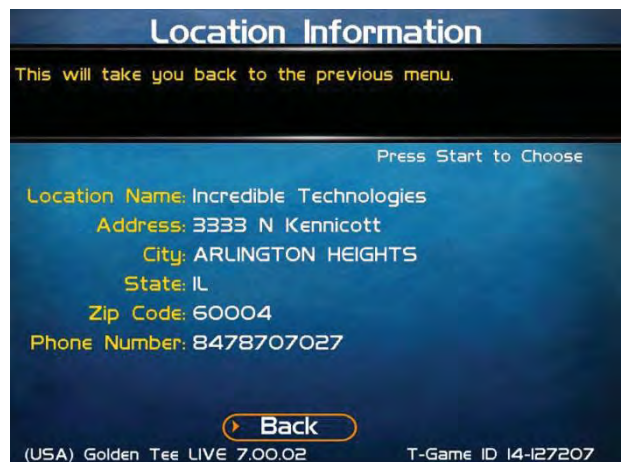 Location Information
This will take you back to the previous menu.
Press Start to Choose
Location Name: Incredible Technologies
Address: 3333 N Kennicott
City: ARLINGTON HEIGHTS
State: IL
Zip Code: 60004
Phone Number: 8478707027
Back
(USA) Golden Tee LIVE 7.00.02 T-Game ID 14-127207